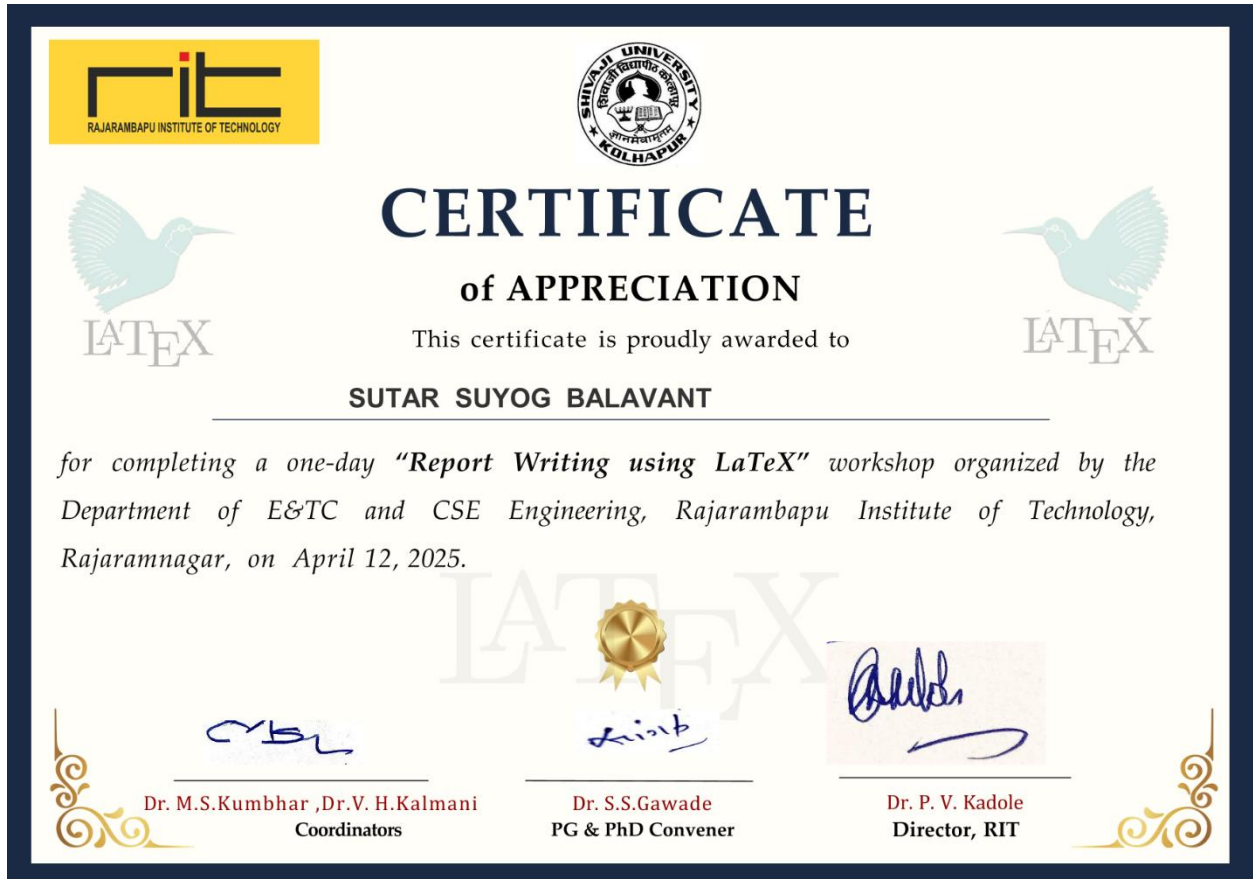 rit
RAJARAMBAPU INSTITUTE OF TECHNOLOGY
SHIVAJI UNIVERSITY
शिवाजी विद्यापीठ कोल्हापूर
ज्ञानमेवामृतम्
KOLHAPUR
CERTIFICATE
of APPRECIATION
LATEX
This certificate is proudly awarded to
LATEX
SUTAR SUYOG BALAVANT
for completing a one-day “Report Writing using LaTeX” workshop organized by the
Department of E&TC and CSE Engineering, Rajarambapu Institute of Technology,
Rajaramnagar, on April 12, 2025.
LATEX
Dr. M.S.Kumbhar ,Dr.V. H.Kalmani
Coordinators
Dr. S.S.Gawade
PG & PhD Convener
Dr. P. V. Kadole
Director, RIT